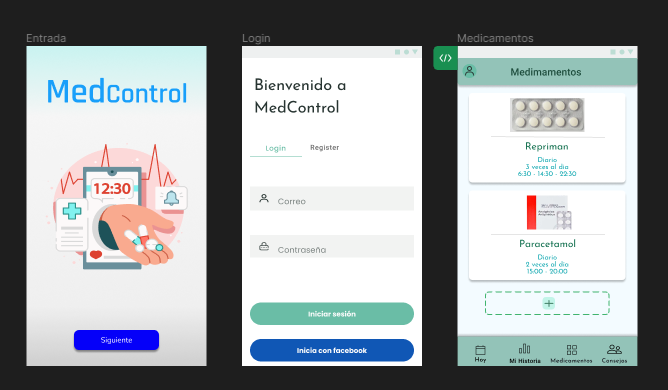 Entrada
Login
Medicamentos
MedControl
12:30
Siguiente
Bienvenido a
MedControl
Login
Register
Correo
Contraseña
Iniciar sesión
Inicia con facebook
</>
Medimamentos
Repriman
Diario
3 veces al día
6:30 - 14:30 - 22:30
Paracetamol
Diario
2 veces al día
15:00 - 20:00
+
Hoy
Mi Historia
Medicamentos
Consejos